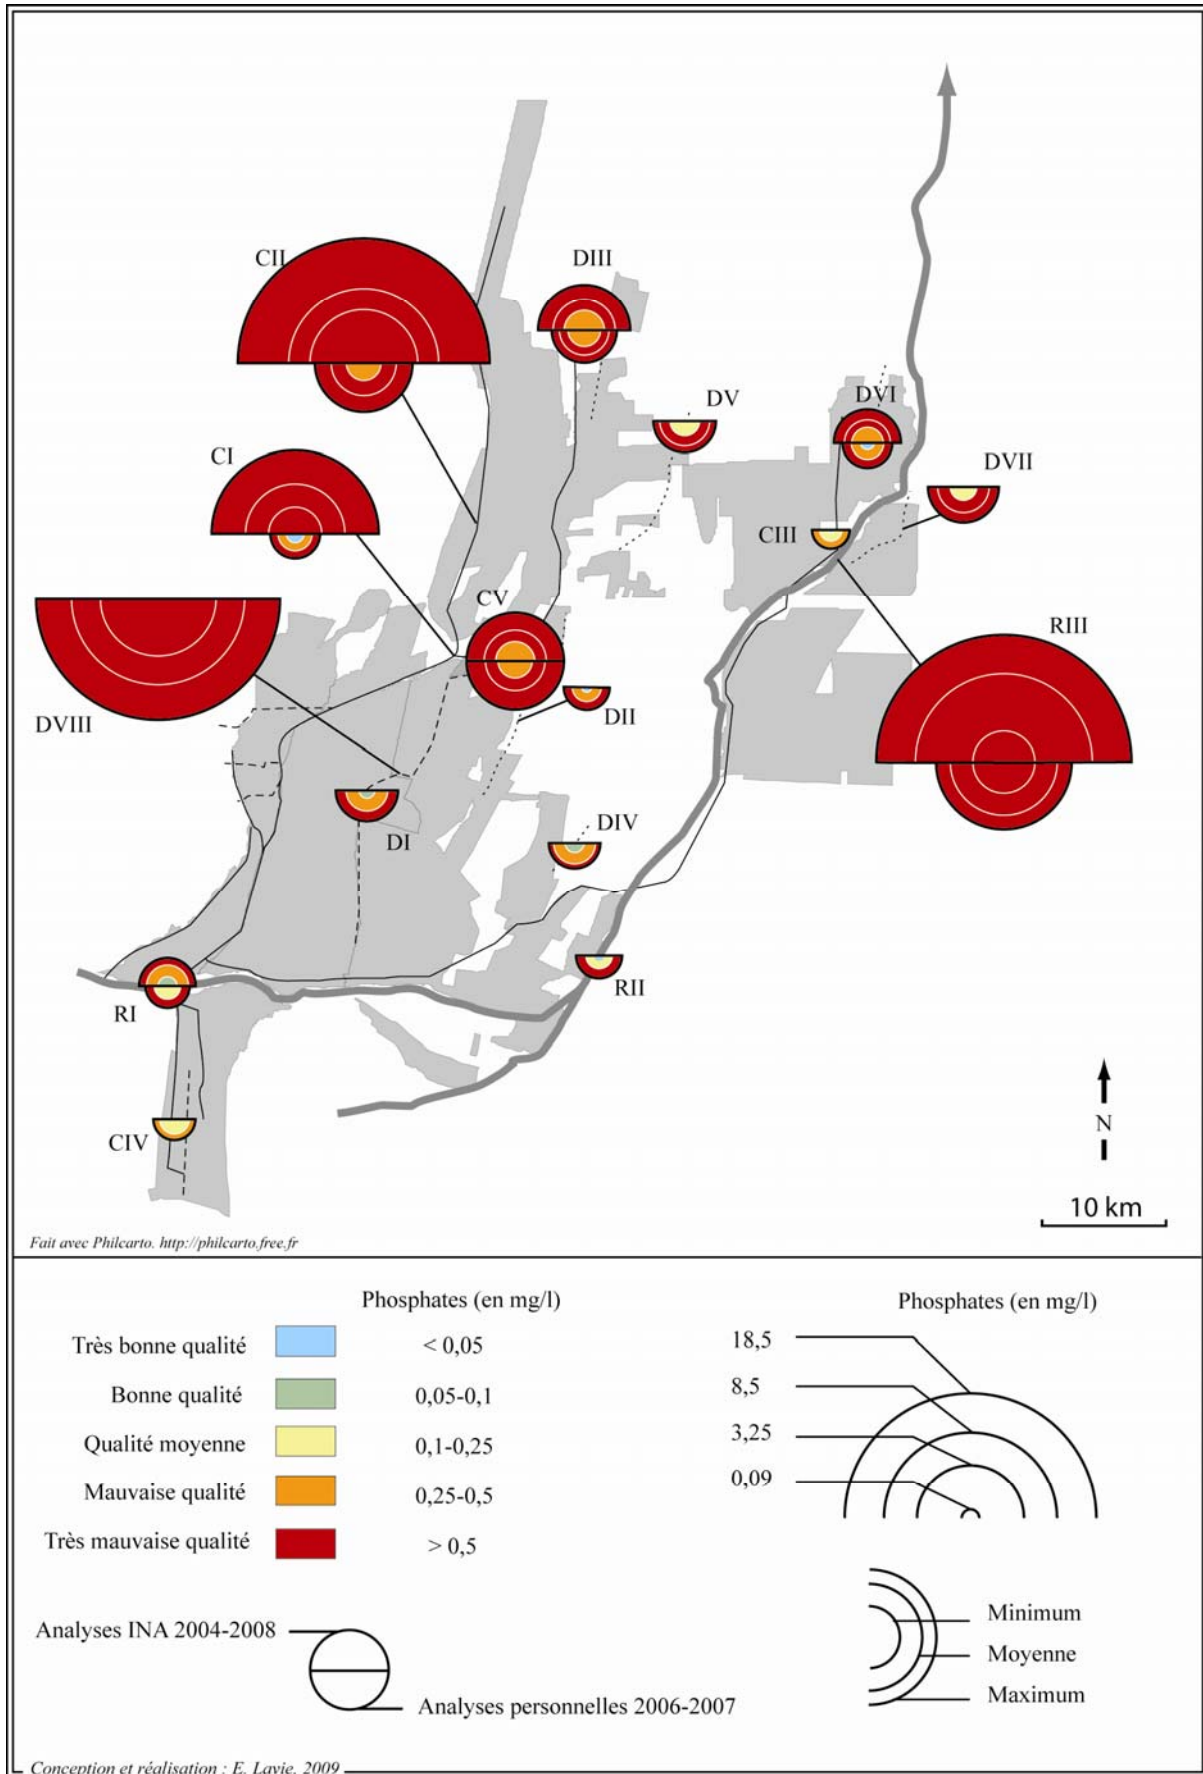 CII
DIII
DV
DVI
CI
DVII
CIII
CV
RIII
DVIII
DII
DI
DIV
RI
RII
CIV
N
10 km
Fait avec Philcarto. http://philcarto.free.fr
Phosphates (en mg/l)
Très bonne qualité < 0,05
Bonne qualité 0,05-0,1
Qualité moyenne 0,1-0,25
Mauvaise qualité 0,25-0,5
Très mauvaise qualité > 0,5
Phosphates (en mg/l)
18,5
8,5
3,25
0,09
Analyses INA 2004-2008
Analyses personnelles 2006-2007
Minimum
Moyenne
Maximum
Conception et réalisation : E. Lavie, 2009